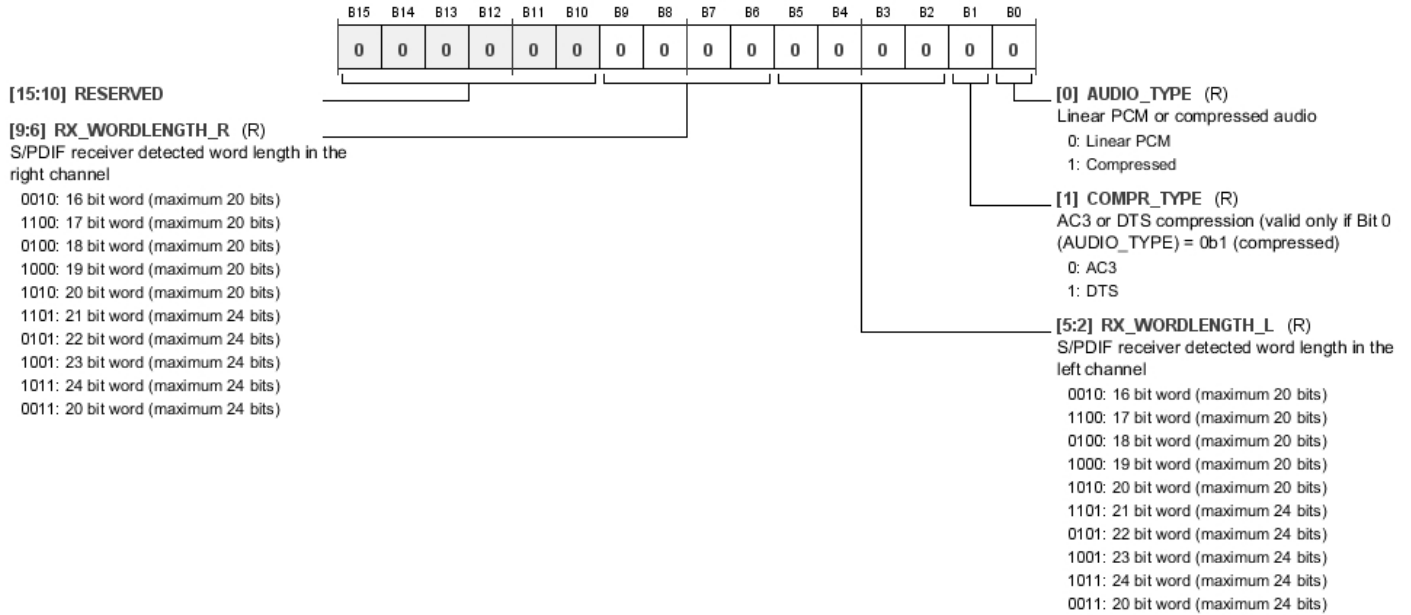 B15 B14 B13 B12 B11 B10 B9 B8 B7 B6 B5 B4 B3 B2 B1 B0
0 0 0 0 0 0 0 0 0 0 0 0 0 0 0 0
[15:10] RESERVED
[9:6] RX_WORDLENGTH_R (R)
S/PDIF receiver detected word length in the
right channel
0010: 16 bit word (maximum 20 bits)
1100: 17 bit word (maximum 20 bits)
0100: 18 bit word (maximum 20 bits)
1000: 19 bit word (maximum 20 bits)
1010: 20 bit word (maximum 20 bits)
1101: 21 bit word (maximum 24 bits)
0101: 22 bit word (maximum 24 bits)
1001: 23 bit word (maximum 24 bits)
1011: 24 bit word (maximum 24 bits)
0011: 20 bit word (maximum 24 bits)
[0] AUDIO_TYPE (R)
Linear PCM or compressed audio
0: Linear PCM
1: Compressed
[1] COMPR_TYPE (R)
AC3 or DTS compression (valid only if Bit 0
(AUDIO_TYPE) = 0b1 (compressed)
0: AC3
1: DTS
[5:2] RX_WORDLENGTH_L (R)
S/PDIF receiver detected word length in the
left channel
0010: 16 bit word (maximum 20 bits)
1100: 17 bit word (maximum 20 bits)
0100: 18 bit word (maximum 20 bits)
1000: 19 bit word (maximum 20 bits)
1010: 20 bit word (maximum 20 bits)
1101: 21 bit word (maximum 24 bits)
0101: 22 bit word (maximum 24 bits)
1001: 23 bit word (maximum 24 bits)
1011: 24 bit word (maximum 24 bits)
0011: 20 bit word (maximum 24 bits)